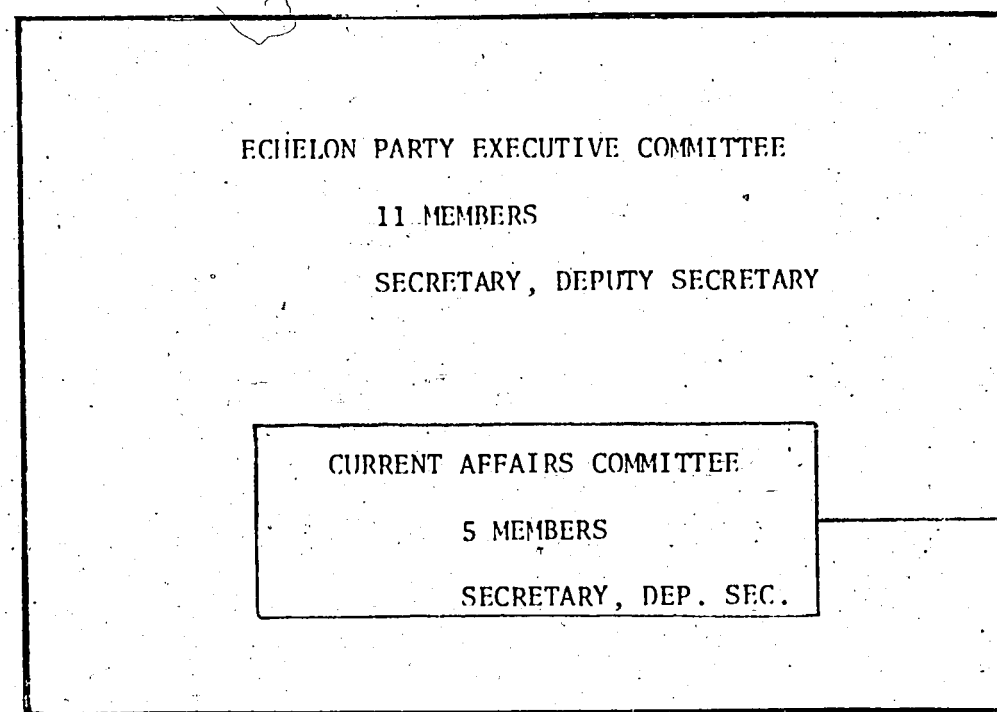 ECHELON PARTY EXECUTIVE COMMITTEE
11 MEMBERS
SECRETARY, DEPUTY SECRETARY
CURRENT AFFAIRS COMMITTEE
5 MEMBERS
SECRETARY, DEP. SEC.